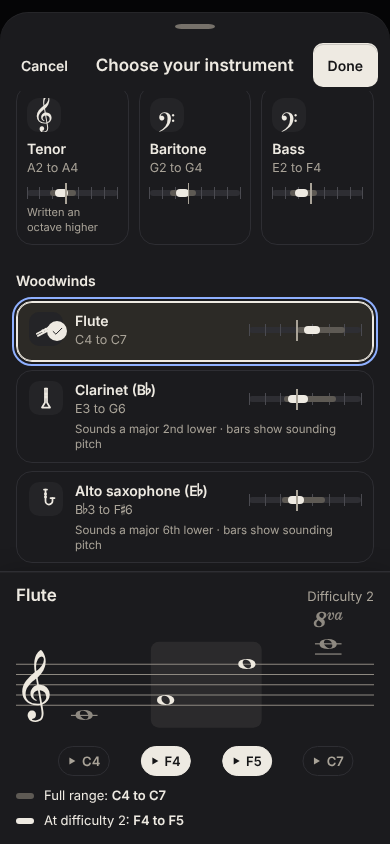 Cancel
Choose your instrument
Done
Tenor
A2 to A4
Written an
octave higher
Baritone
G2 to G4
Bass
E2 to F4
Woodwinds
Flute
C4 to C7
Clarinet (B♭)
E3 to G6
Sounds a major 2nd lower · bars show sounding
pitch
Alto saxophone (E♭)
B♭3 to F♯6
Sounds a major 6th lower · bars show sounding
pitch
Flute
Difficulty 2
8va
C4
F4
F5
C7
Full range: C4 to C7
At difficulty 2: F4 to F5